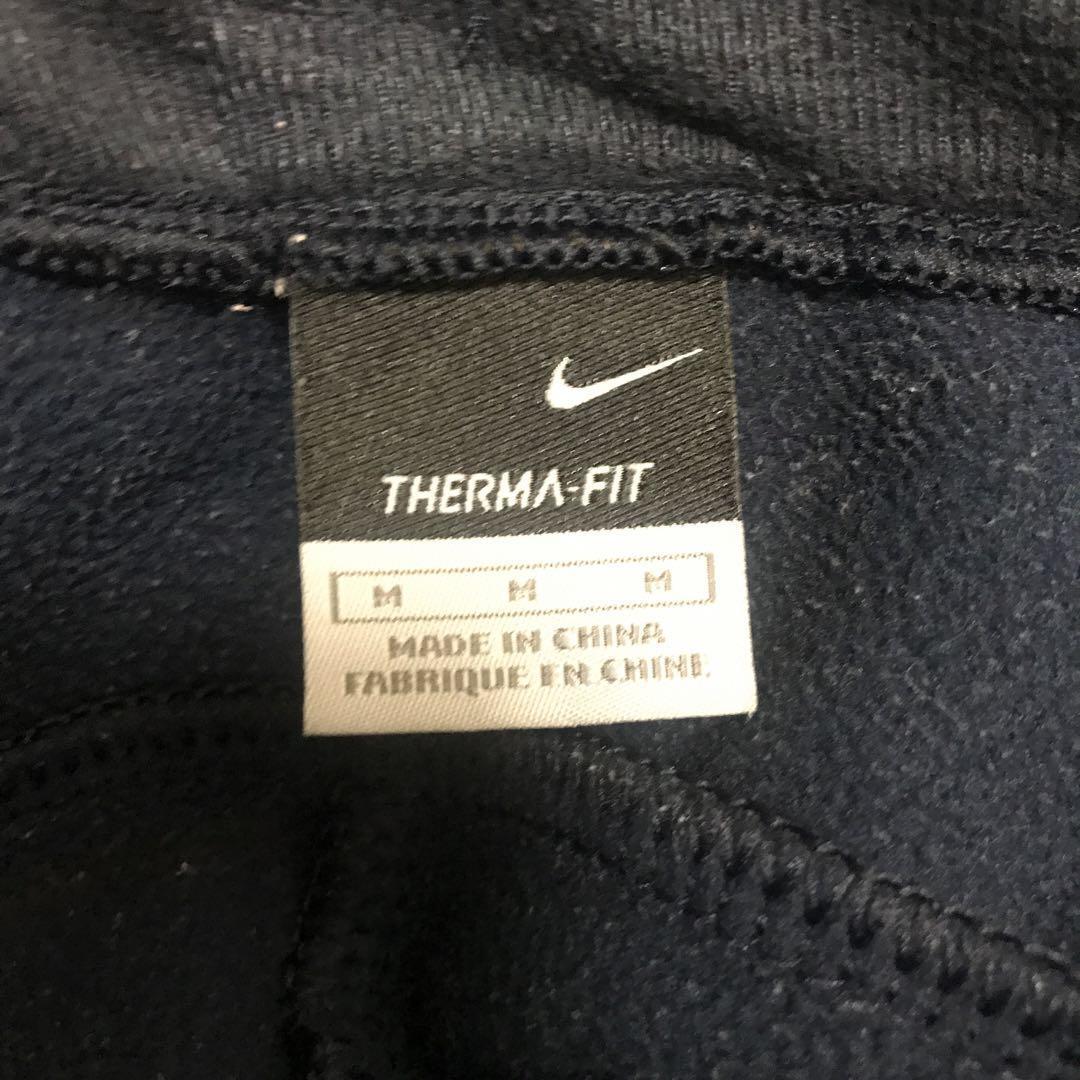 THERMA-FIT
M M M
MADE IN CHINA
FABRIQUE EN CHINE